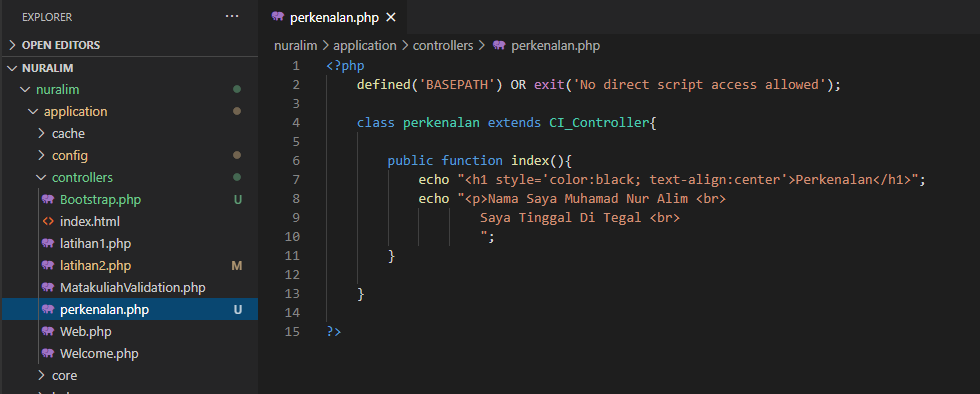 EXPLORER
···
OPEN EDITORS
NURALIM
nuralim
application
cache
config
controllers
Bootstrap.php U
index.html
latihan1.php
latihan2.php M
MatakuliahValidation.php
perkenalan.php U
Web.php
Welcome.php
core
perkenalan.php ×
nuralim > application > controllers > perkenalan.php
1 <?php
2 defined('BASEPATH') OR exit('No direct script access allowed');
3
4 class perkenalan extends CI_Controller{
5
6 public function index(){
7 echo "<h1 style='color:black; text-align:center'>Perkenalan</h1>";
8 echo "<p>Nama Saya Muhamad Nur Alim <br>
9 Saya Tinggal Di Tegal <br>
10 ";
11 }
12
13 }
14
15 ?>